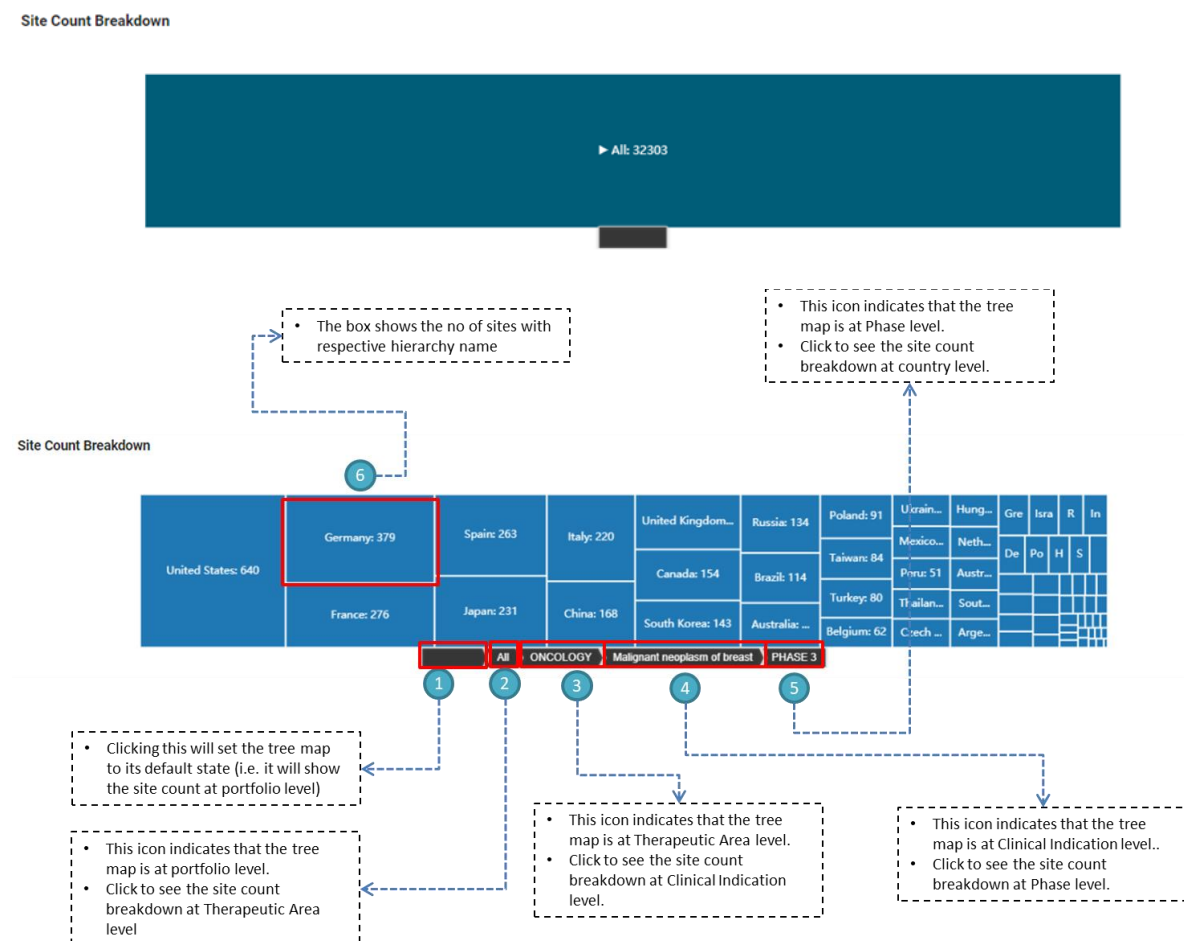 Site Count Breakdown
▶ All: 32303
• The box shows the no of sites with
respective hierarchy name
• This icon indicates that the tree
map is at Phase level.
• Click to see the site count
breakdown at country level.
Site Count Breakdown
6
United States: 640
Germany: 379
France: 276
Spain: 263
Japan: 231
Italy: 220
China: 168
United Kingdom...
Canada: 154
South Korea: 143
Russia: 134
Brazil: 114
Australia: ...
Poland: 91
Taiwan: 84
Turkey: 80
Belgium: 62
Ukrain...
Mexico...
Peru: 51
Thailan...
Czech ...
Hung...
Neth...
Austr...
Sout...
Arge...
Gre
Isra
R
In
De
Po
H
S
All
ONCOLOGY
Malignant neoplasm of breast
PHASE 3
1
2
3
4
5
• Clicking this will set the tree map
to its default state (i.e. it will show
the site count at portfolio level)
• This icon indicates that the tree
map is at portfolio level.
• Click to see the site count
breakdown at Therapeutic Area
level
• This icon indicates that the tree
map is at Therapeutic Area level.
• Click to see the site count
breakdown at Clinical Indication
level.
• This icon indicates that the tree
map is at Clinical Indication level..
• Click to see the site count
breakdown at Phase level.